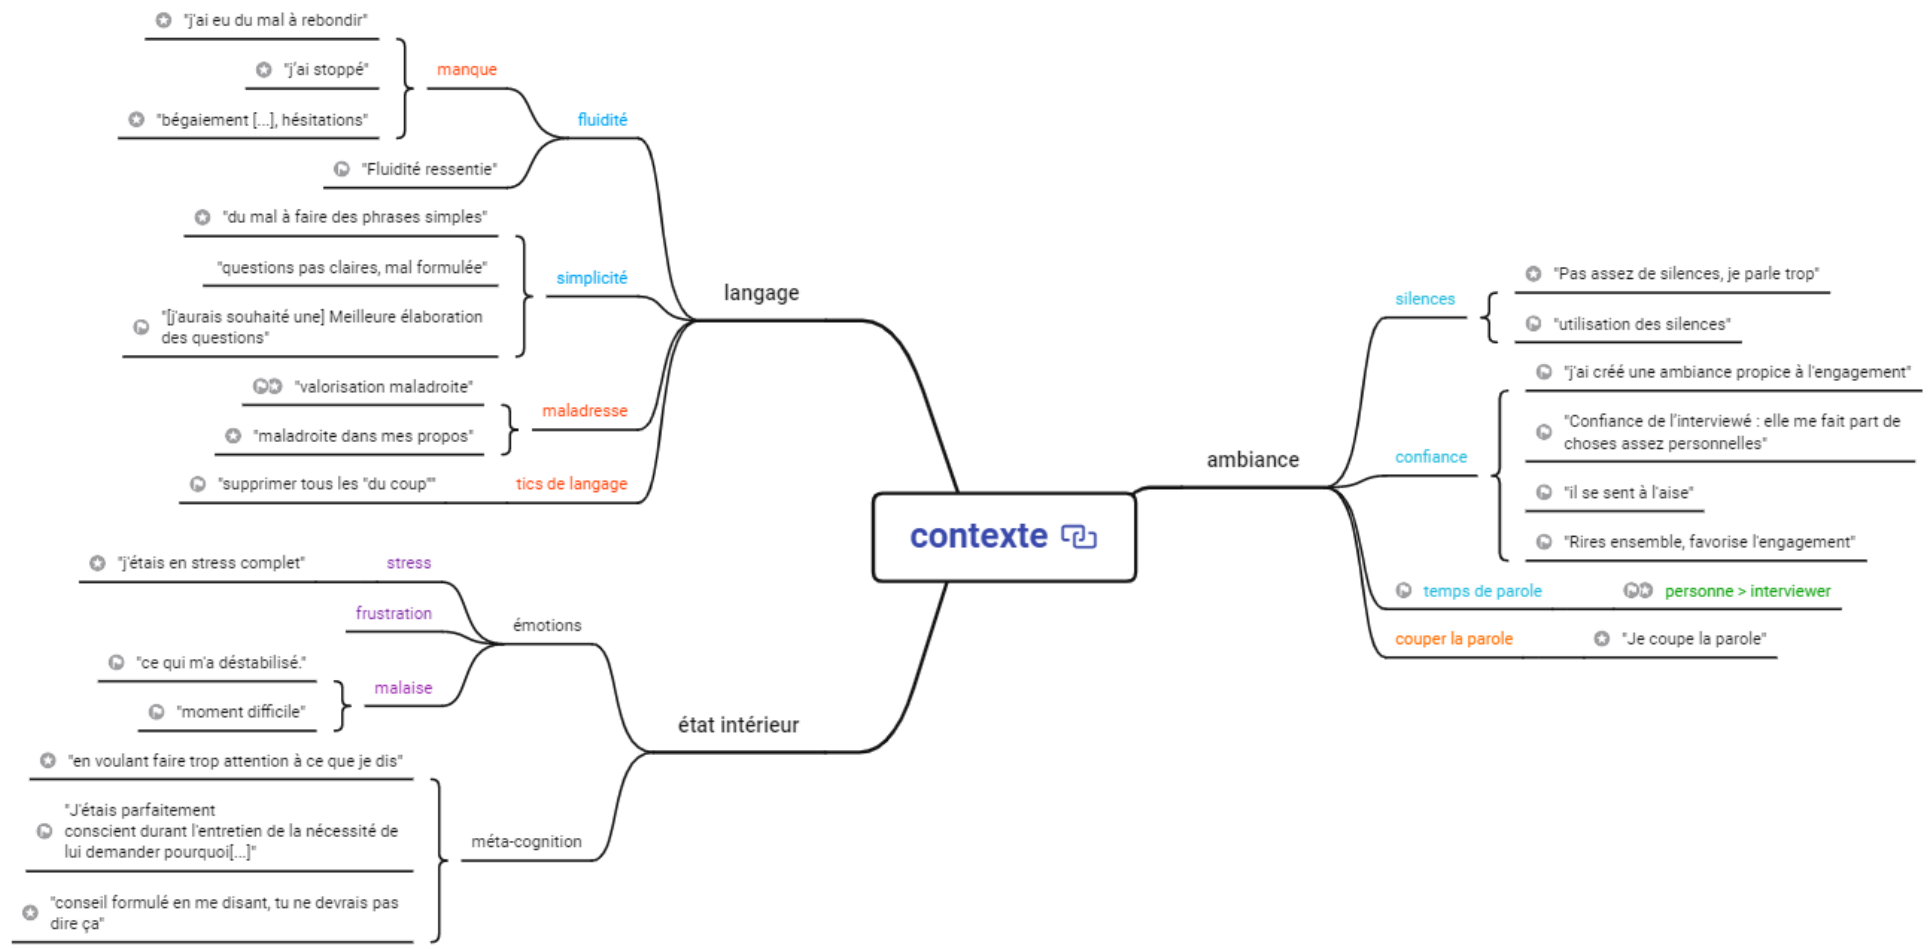 "j'ai eu du mal à rebondir"
"j'ai stoppé"
manque
"bégaiement [...], hésitations"
fluidité
"Fluidité ressentie"
"du mal à faire des phrases simples"
"questions pas claires, mal formulée"
simplicité
"[j'aurais souhaité une] Meilleure élaboration
des questions"
langage
"valorisation maladroite"
maladresse
"maladroite dans mes propos"
"supprimer tous les "du coup""
tics de langage
contexte
"j'étais en stress complet"
stress
frustration
émotions
"ce qui m'a déstabilisé."
malaise
"moment difficile"
état intérieur
"en voulant faire trop attention à ce que je dis"
"J'étais parfaitement
conscient durant l'entretien de la nécessité de
lui demander pourquoi[...]"
méta-cognition
"conseil formulé en me disant, tu ne devrais pas
dire ça"
ambiance
silences
"Pas assez de silences, je parle trop"
"utilisation des silences"
confiance
"j'ai créé une ambiance propice à l'engagement"
"Confiance de l'interviewé : elle me fait part de
choses assez personnelles"
"il se sent à l'aise"
"Rires ensemble, favorise l'engagement"
temps de parole
personne > interviewer
couper la parole
"Je coupe la parole"